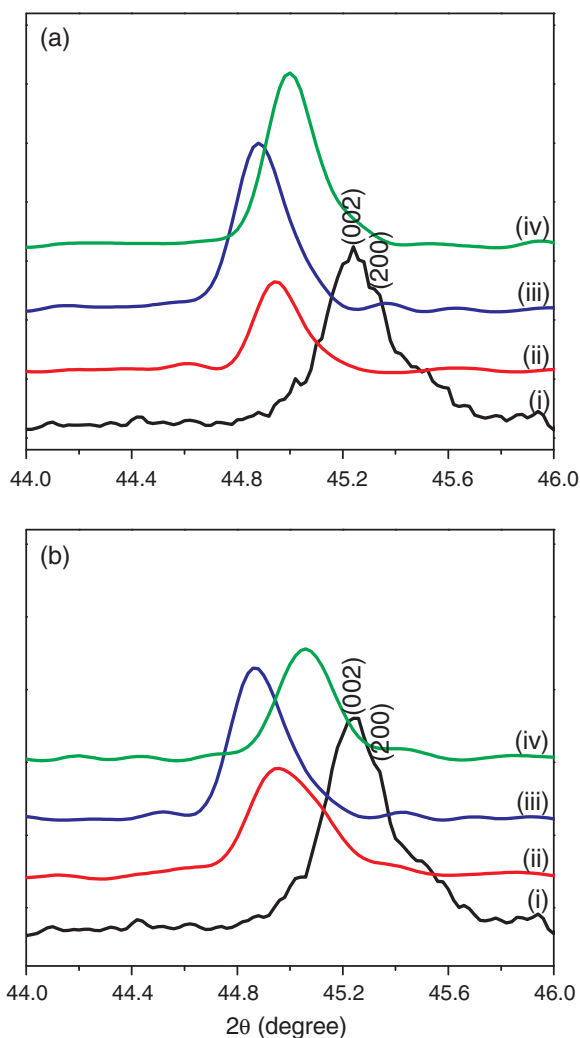 (a)
(002)
(200)
(iv)
(iii)
(ii)
(i)
44.0 44.4 44.8 45.2 45.6 46.0
(b)
(002)
(200)
(iv)
(iii)
(ii)
(i)
44.0 44.4 44.8 45.2 45.6 46.0
2θ (degree)